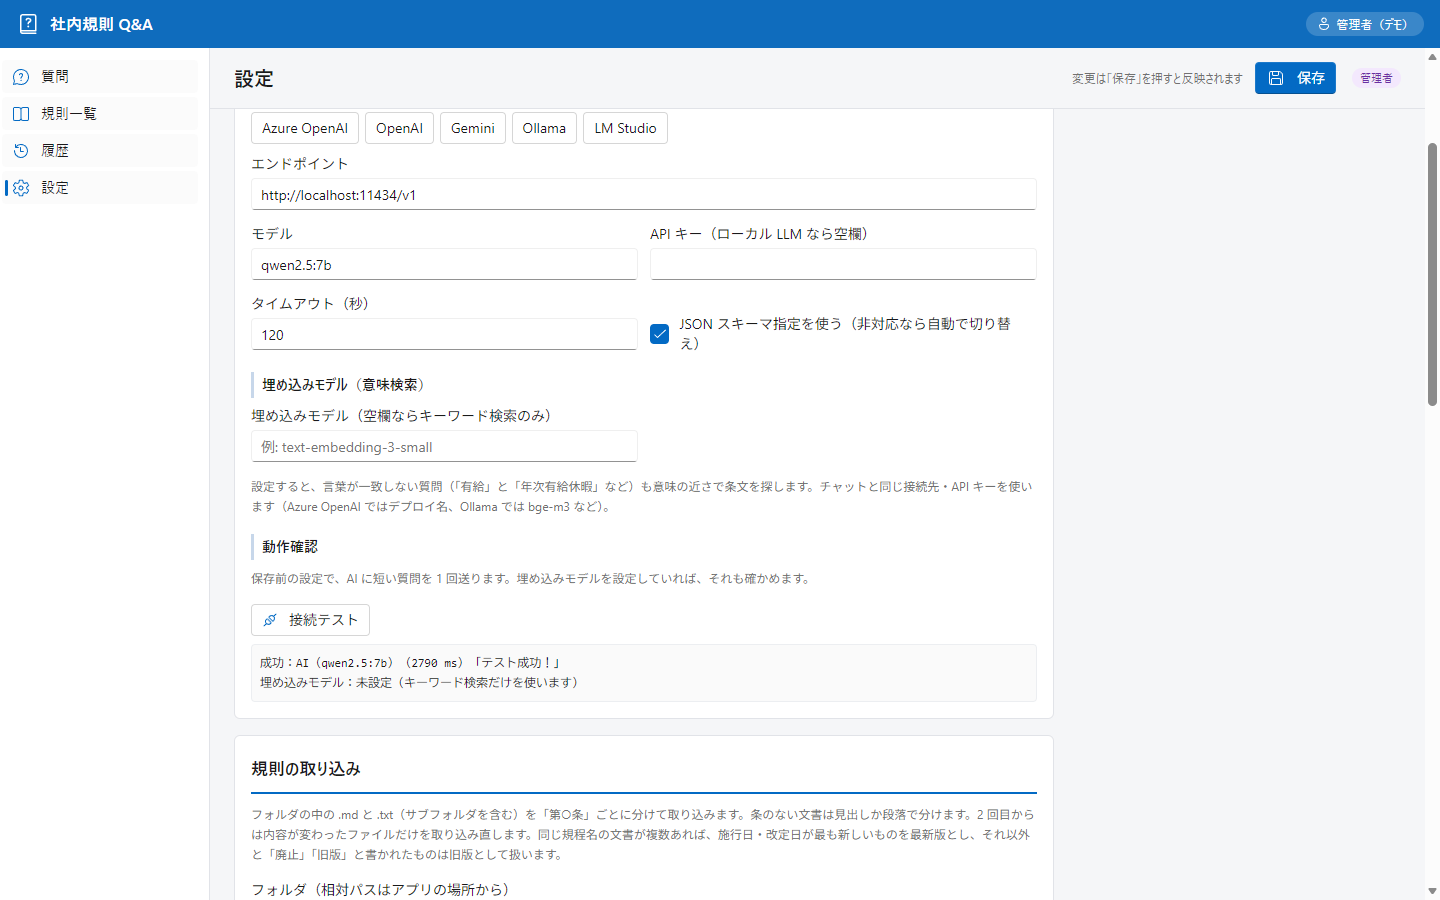 社内規則 Q&A
管理者（デモ）
質問
規則一覧
履歴
設定
設定
変更は「保存」を押すと反映されます
保存
管理者
Azure OpenAI
OpenAI
Gemini
Ollama
LM Studio
エンドポイント
http://localhost:11434/v1
モデル
API キー（ローカル LLM なら空欄）
qwen2.5:7b
タイムアウト（秒）
120
JSON スキーマ指定を使う（非対応なら自動で切り替
え）
埋め込みモデル（意味検索）
埋め込みモデル（空欄ならキーワード検索のみ）
例: text-embedding-3-small
設定すると、言葉が一致しない質問（「有給」と「年次有給休暇」など）も意味の近さで条文を探します。チャットと同じ接続先・API キーを使い
ます（Azure OpenAI ではデプロイ名、Ollama では bge-m3 など）。
動作確認
保存前の設定で、AI に短い質問を 1 回送ります。埋め込みモデルを設定していれば、それも確かめます。
接続テスト
成功：AI（qwen2.5:7b）（2790 ms）「テスト成功！」
埋め込みモデル：未設定（キーワード検索だけを使います）
規則の取り込み
フォルダの中の .md と .txt（サブフォルダを含む）を「第○条」ごとに分けて取り込みます。条のない文書は見出しか段落で分けます。2 回目から
は内容が変わったファイルだけを取り込み直します。同じ規程名の文書が複数あれば、施行日・改定日が最も新しいものを最新版とし、それ以外
と「廃止」「旧版」と書かれたものは旧版として扱います。
フォルダ（相対パスはアプリの場所から）